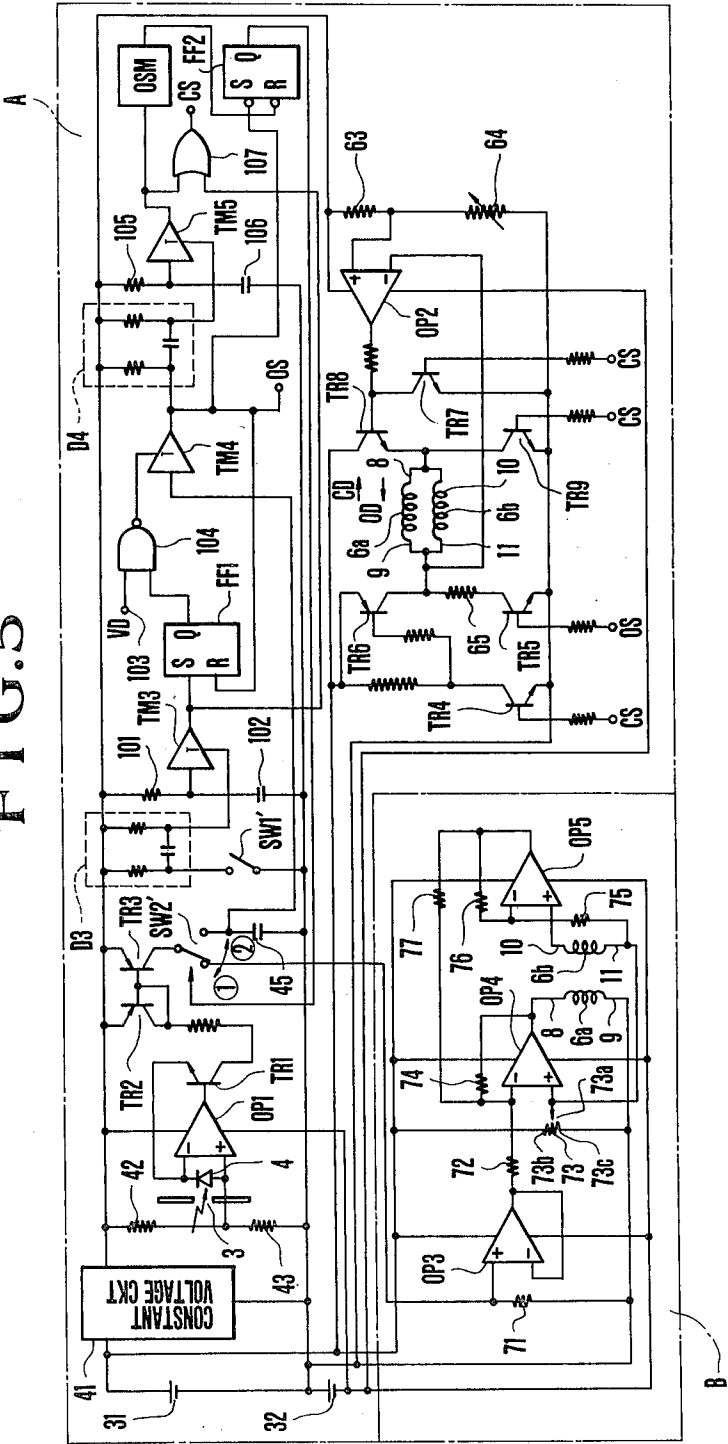 FIG.5
A
41
CONSTANT
VOLTAGE CKT
31
32
42
43
3
4
OP1
TR1
TR2
TR3
SW2'
①
②
45
D3
SW1'
101
102
TM3
S
Q
R
FF1
VD
103
104
TM4
OS
D4
105
106
TM5
107
CS
OSM
FF2
S
Q
R
63
64
OP2
TR8
TR7
CS
CS
TR9
CD
OD
8
6a
9
10
6b
11
TR6
65
TR5
OS
TR4
CS
B
71
OP3
72
73
73a
73b
73c
74
OP4
8
6a
9
10
6b
11
75
76
77
OP5
+
−